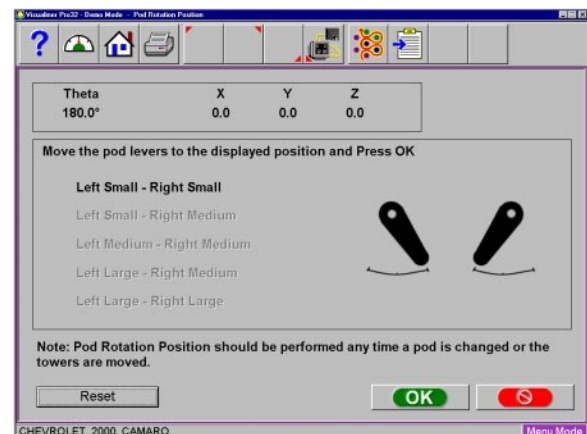 Visualiner Pro32 - Demo Mode - Pod Rotation Position
?
Theta X Y Z
180.0° 0.0 0.0 0.0
Move the pod levers to the displayed position and Press OK
Left Small - Right Small
Left Small - Right Medium
Left Medium - Right Medium
Left Large - Right Medium
Left Large - Right Large
Note: Pod Rotation Position should be performed any time a pod is changed or the
towers are moved.
Reset OK
CHEVROLET, 2000, CAMARO Menu Mode